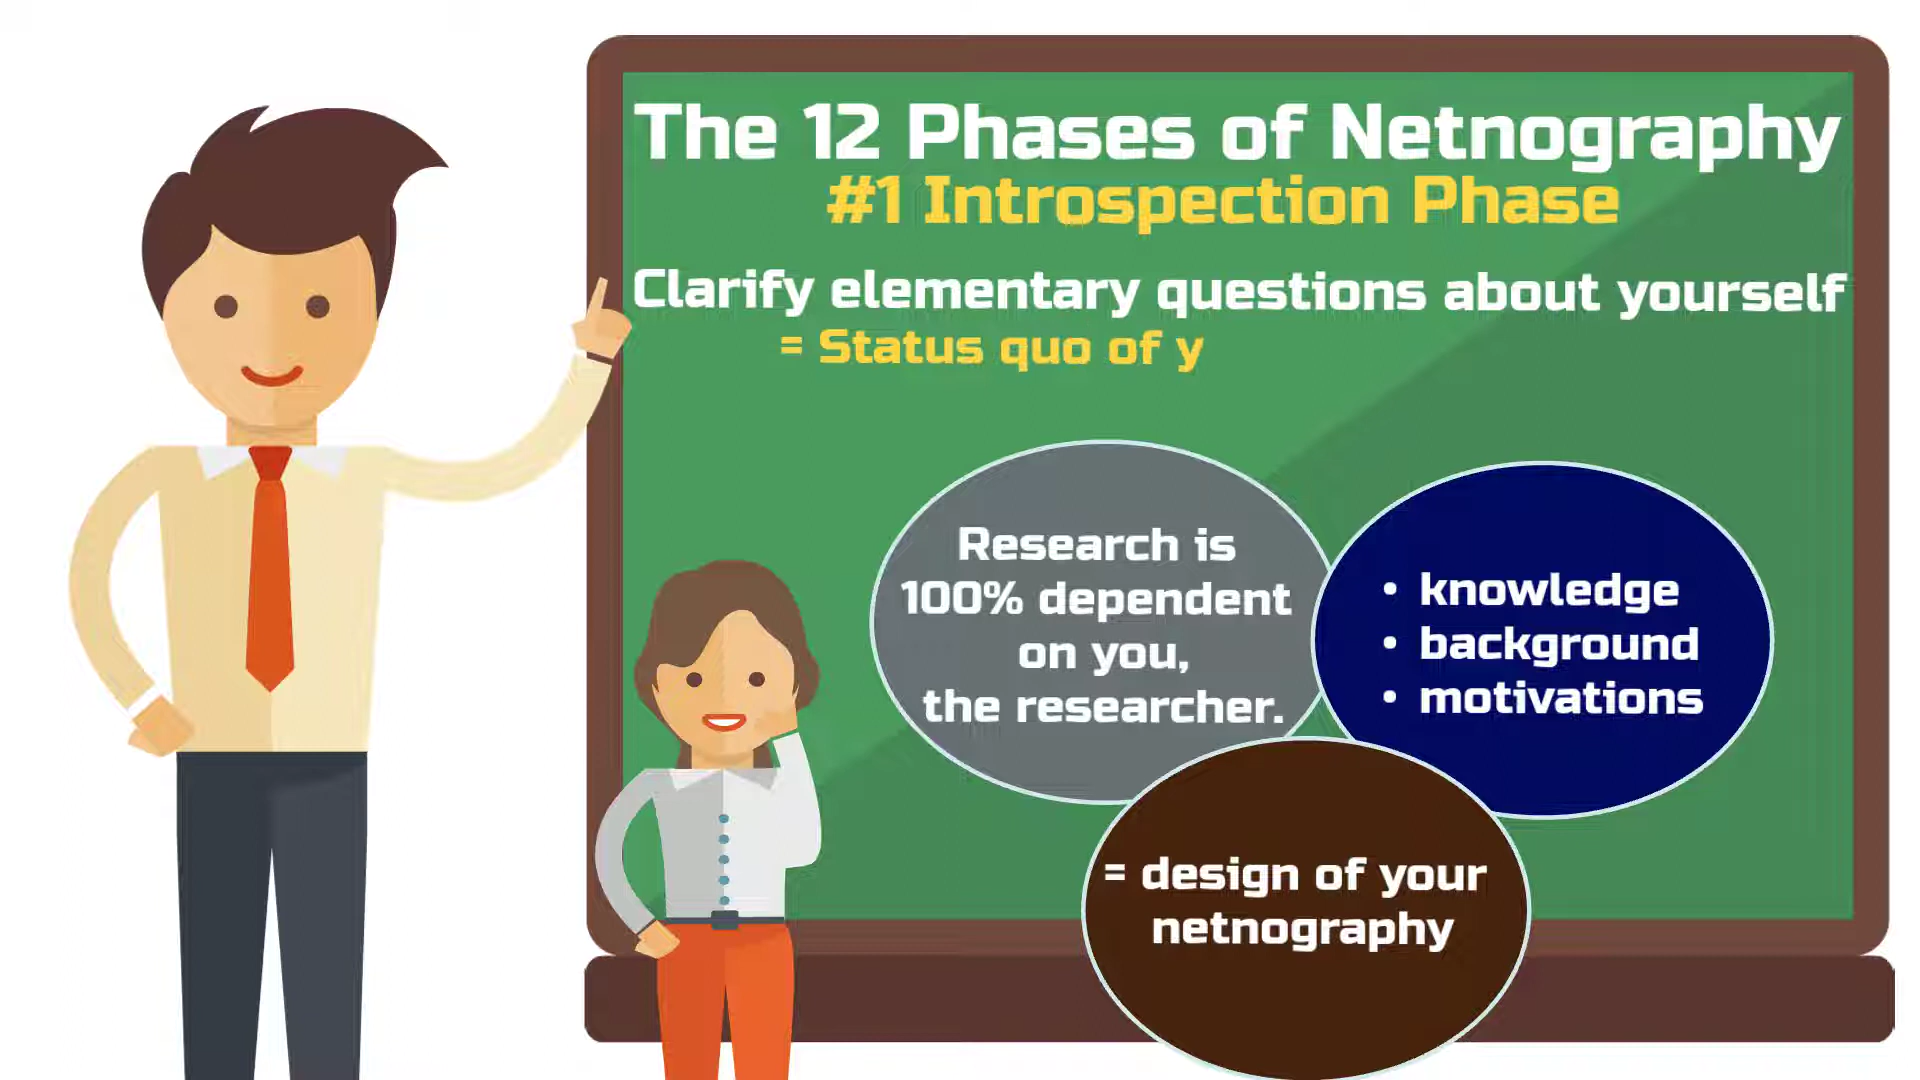 The 12 Phases of Netnography
#1 Introspection Phase
Clarify elementary questions about yourself
= Status quo of y
Research is
100% dependent
on you,
the researcher.
• knowledge
• background
• motivations
= design of your
netnography